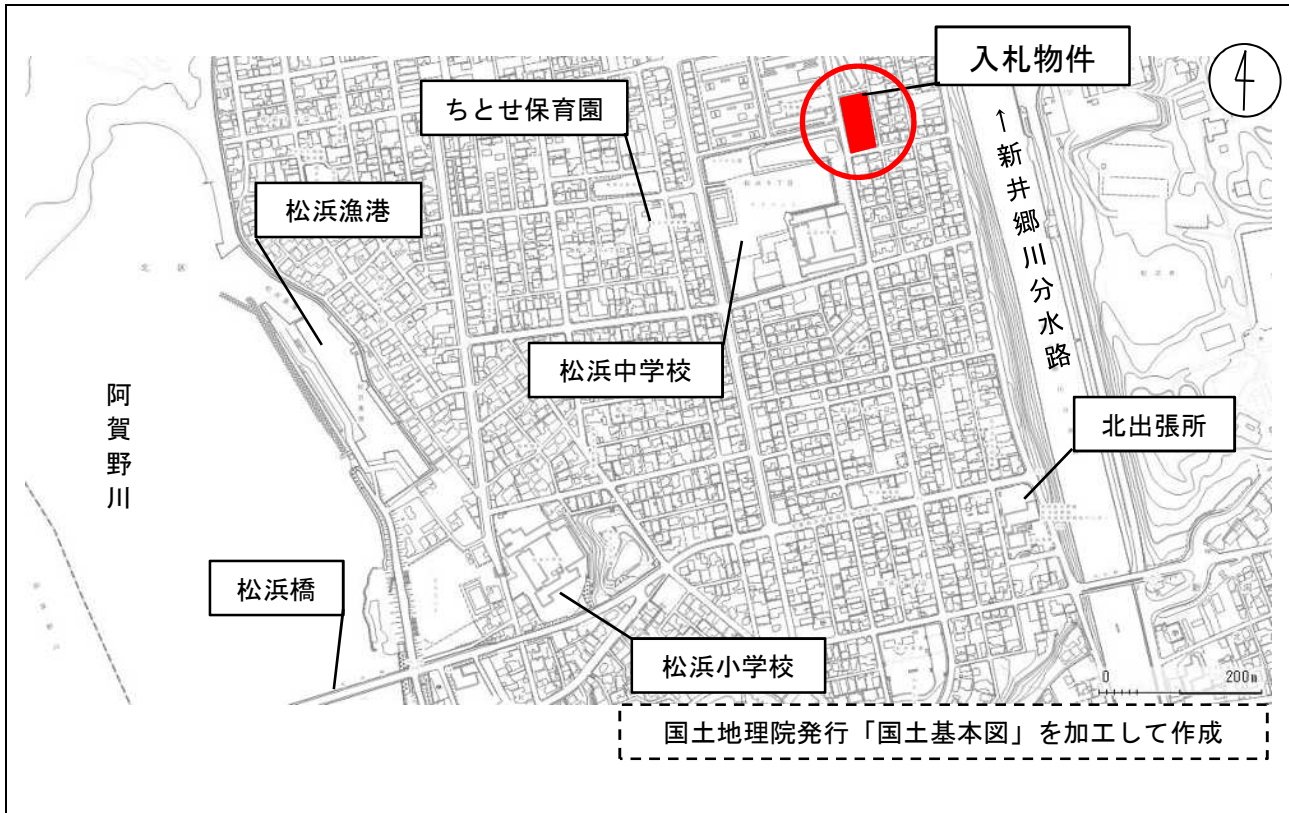 入札物件
ちとせ保育園
松浜漁港
←新井郷川分水路
松浜中学校
阿賀野川
北出張所
松浜橋
松浜小学校
0 200m
国土地理院発行「国土基本図」を加工して作成